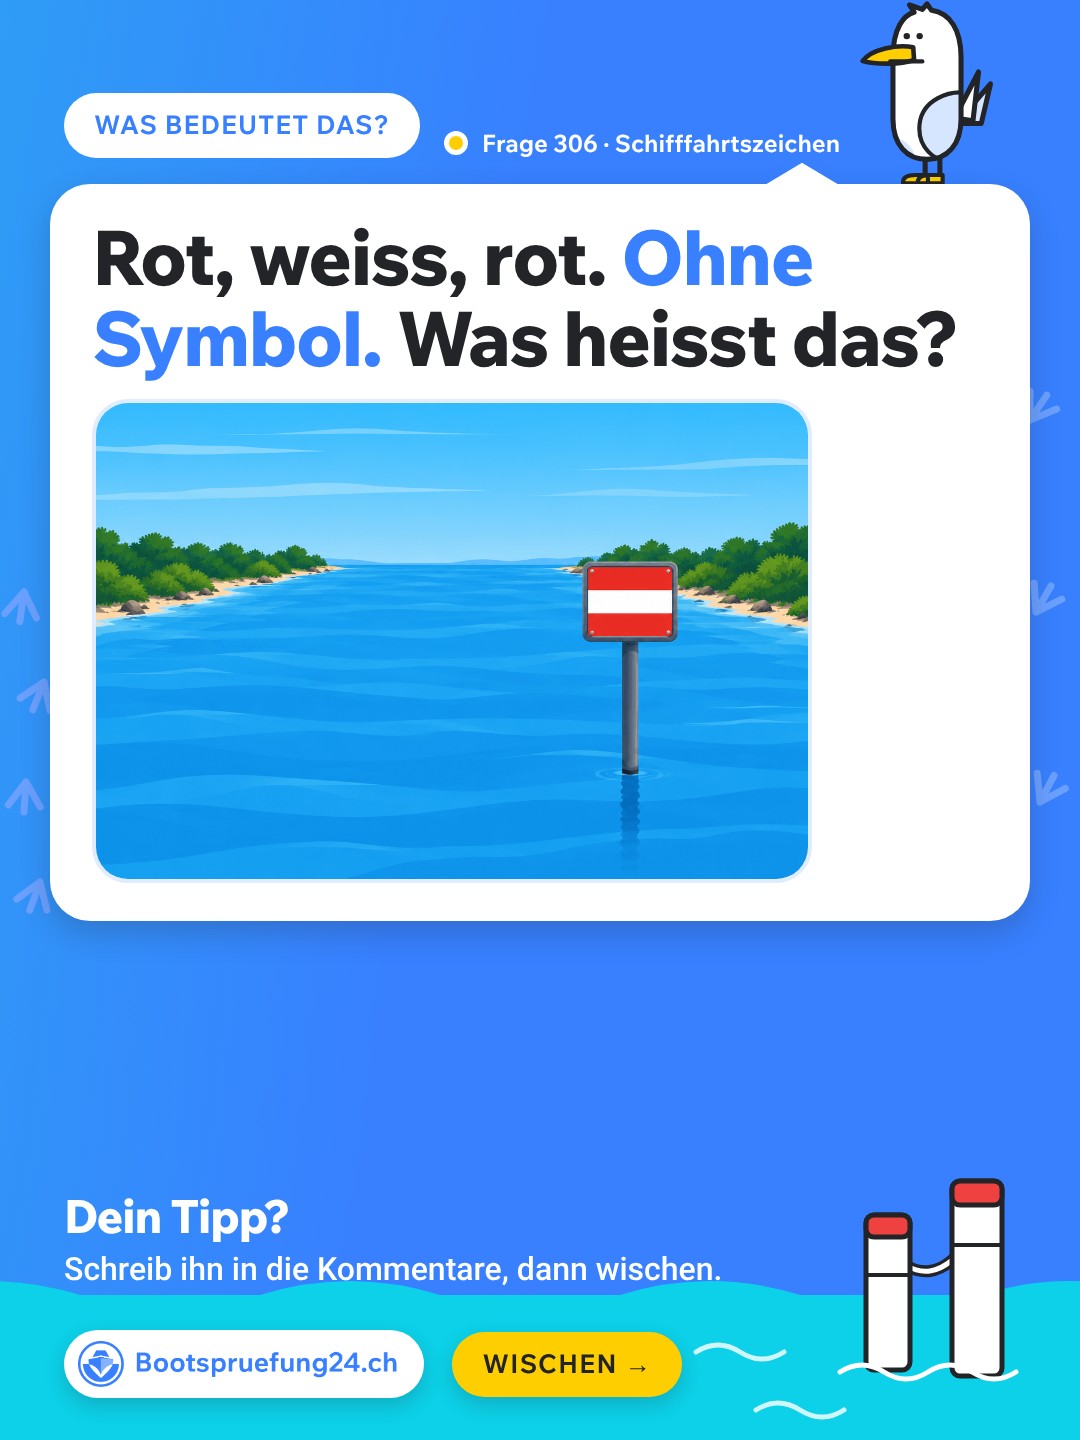 WAS BEDEUTET DAS?
Frage 306 · Schifffahrtszeichen
Rot, weiss, rot. Ohne
Symbol. Was heisst das?
Dein Tipp?
Schreib ihn in die Kommentare, dann wischen.
Bootspruefung24.ch
WISCHEN →